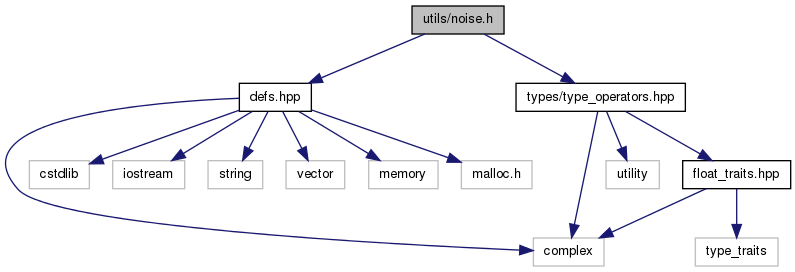 utils/noise.h
defs.hpp
types/type_operators.hpp
cstdlib
iostream
string
vector
memory
malloc.h
utility
float_traits.hpp
complex
type_traits